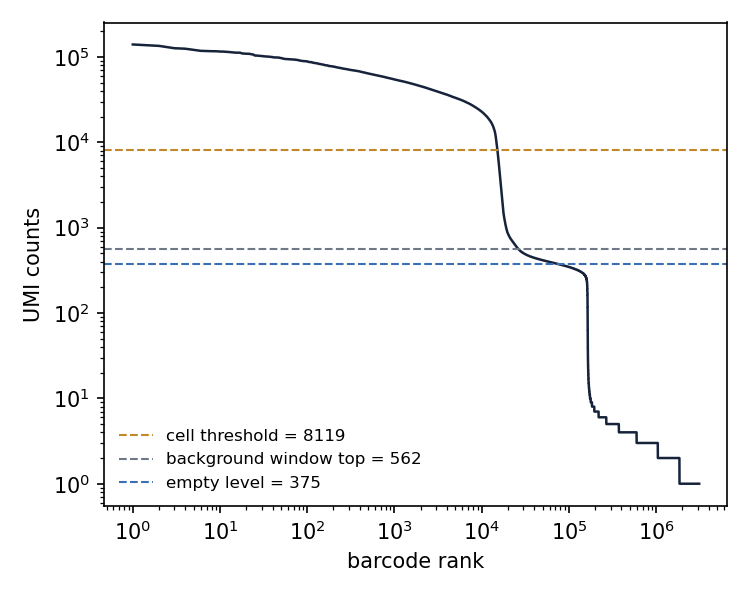 10⁵
10⁴
10³
10²
10¹
10⁰
UMI counts
cell threshold = 8119
background window top = 562
empty level = 375
10⁰ 10¹ 10² 10³ 10⁴ 10⁵ 10⁶
barcode rank